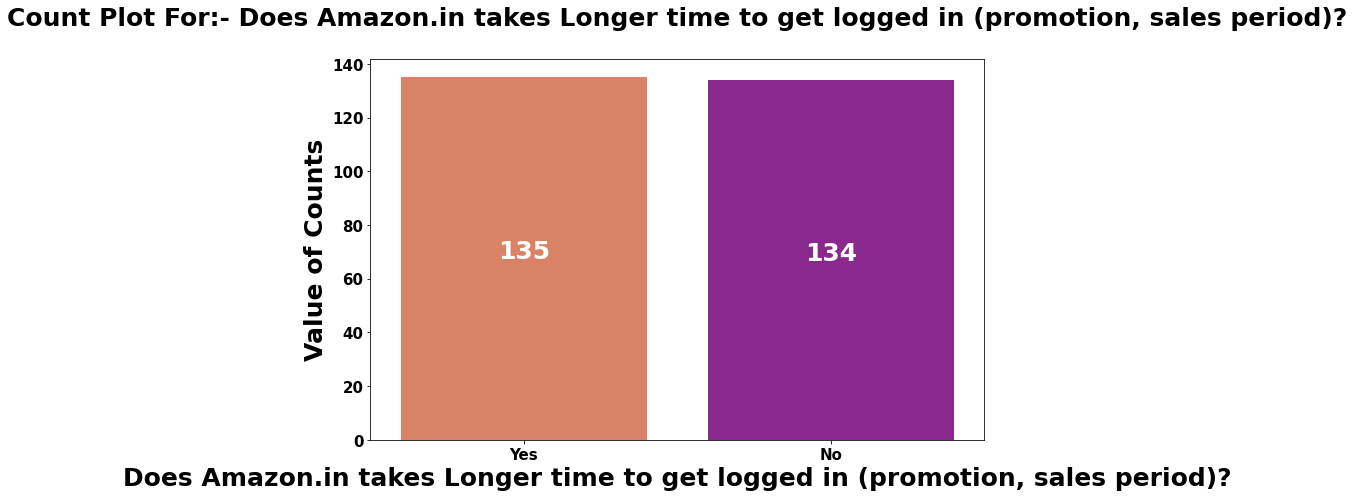 Count Plot For:- Does Amazon.in takes Longer time to get logged in (promotion, sales period)?
Value of Counts
140
120
100
80
60
40
20
0
135
134
Yes
No
Does Amazon.in takes Longer time to get logged in (promotion, sales period)?